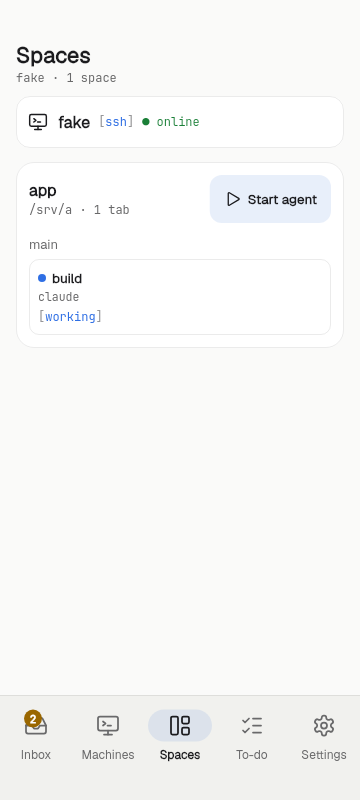 Spaces
fake · 1 space
fake [ssh] ● online
app
/srv/a · 1 tab
Start agent
main
build
claude
[working]
2
Inbox
Machines
Spaces
To-do
Settings